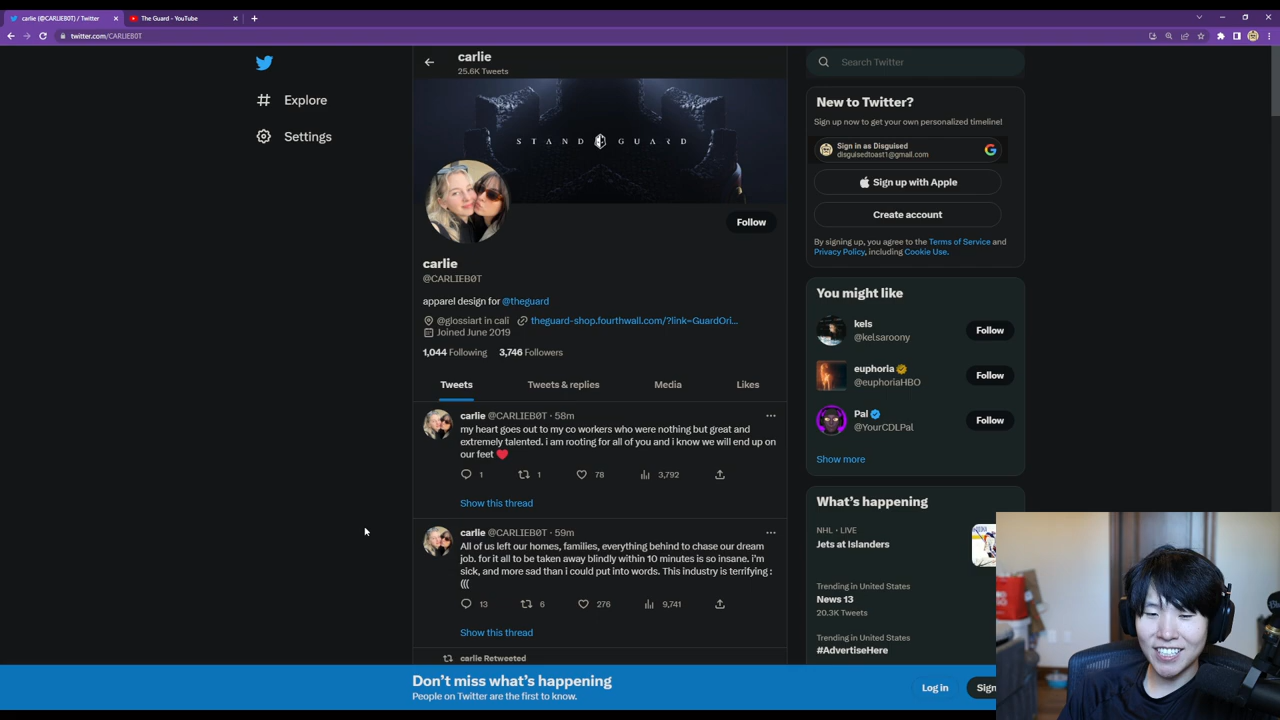 carlie (@CARLIEB0T) / Twitter
The Guard - YouTube
twitter.com/CARLIEB0T
carlie
25.6K Tweets
Explore
Settings
STAND GUARD
Follow
carlie
@CARLIEB0T
apparel design for @theguard
@glossiart in cali theguard-shop.fourthwall.com/?link=GuardOri...
Joined June 2019
1,044 Following 3,746 Followers
Tweets Tweets & replies Media Likes
carlie @CARLIEB0T · 58m
my heart goes out to my co workers who were nothing but great and
extremely talented. i am rooting for all of you and i know we will end up on
our feet ❤️
1 1 78 3,792
Show this thread
carlie @CARLIEB0T · 59m
All of us left our homes, families, everything behind to chase our dream
job. for it all to be taken away blindly within 10 minutes is so insane. i'm
sick, and more sad than i could put into words. This industry is terrifying :
(((
13 6 276 9,741
Show this thread
carlie Retweeted
Search Twitter
New to Twitter?
Sign up now to get your own personalized timeline!
Sign in as Disguised
disguisedtoast1@gmail.com
Sign up with Apple
Create account
By signing up, you agree to the Terms of Service and
Privacy Policy, including Cookie Use.
You might like
kels
@kelsaroony
Follow
euphoria
@euphoriaHBO
Follow
Pal
@YourCDLPal
Follow
Show more
What's happening
NHL · LIVE
Jets at Islanders
Trending in United States
News 13
20.3K Tweets
Trending in United States
#AdvertiseHere
Don't miss what's happening
People on Twitter are the first to know.
Log in
Sign